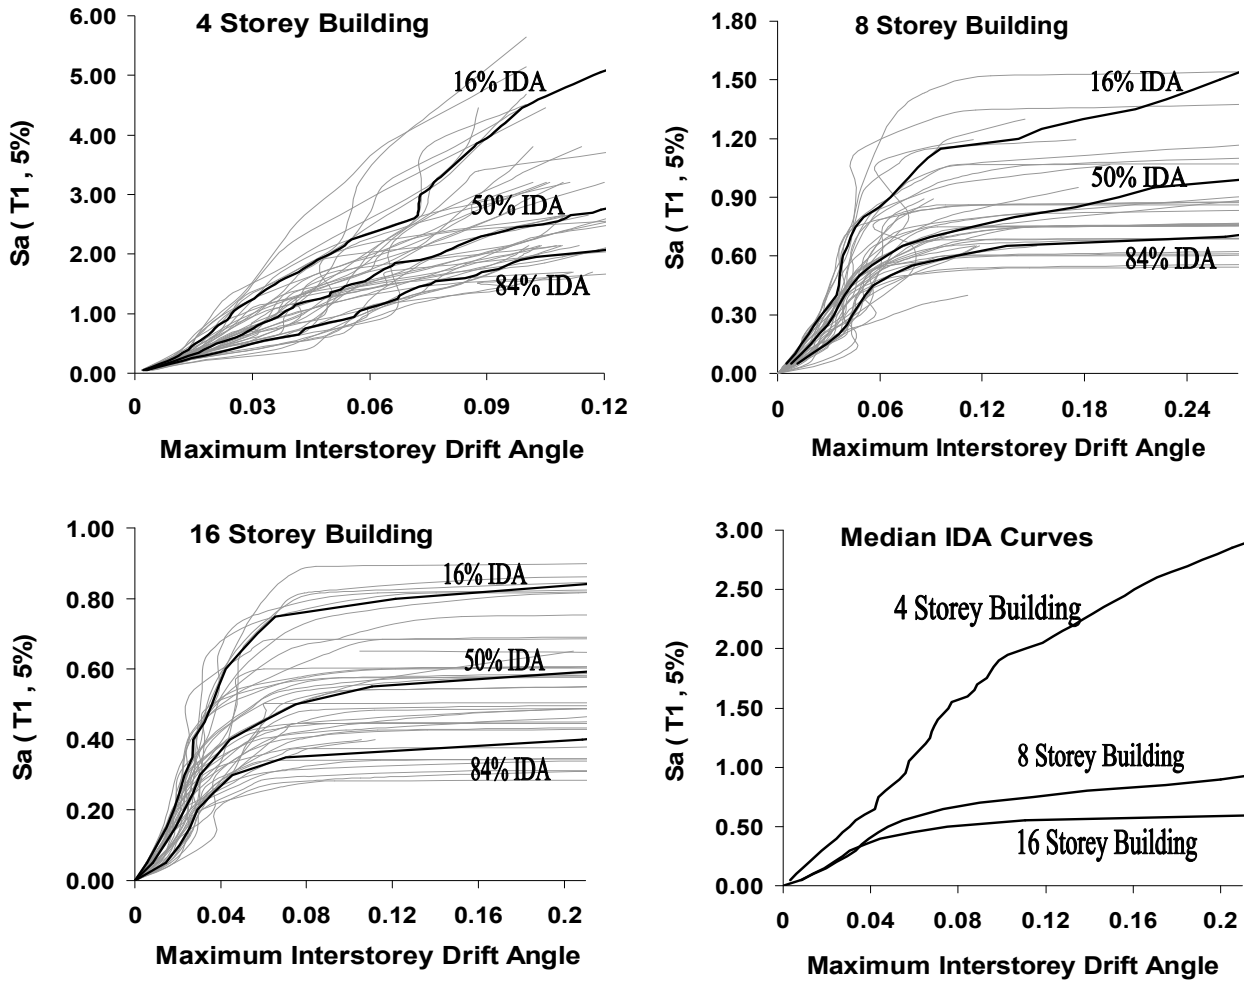 4 Storey Building
Sa ( T1 , 5%)
6.00
5.00
4.00
3.00
2.00
1.00
0.00
16% IDA
50% IDA
84% IDA
0 0.03 0.06 0.09 0.12
Maximum Interstorey Drift Angle
8 Storey Building
Sa ( T1 , 5%)
1.80
1.50
1.20
0.90
0.60
0.30
0.00
16% IDA
50% IDA
84% IDA
0 0.06 0.12 0.18 0.24
Maximum Interstorey Drift Angle
16 Storey Building
Sa ( T1 , 5%)
1.00
0.80
0.60
0.40
0.20
0.00
16% IDA
50% IDA
84% IDA
0 0.04 0.08 0.12 0.16 0.2
Maximum Interstorey Drift Angle
Median IDA Curves
Sa ( T1 , 5%)
3.00
2.50
2.00
1.50
1.00
0.50
0.00
4 Storey Building
8 Storey Building
16 Storey Building
0 0.04 0.08 0.12 0.16 0.2
Maximum Interstorey Drift Angle